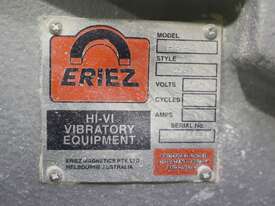 MODEL
STYLE
ERIEZ
VOLTS
CYCLES
HI-VI
VIBRATORY
EQUIPMENT
AMPS
SERIAL No.
ERIEZ MAGNETICS PTY. LTD.
MELBOURNE AUSTRALIA